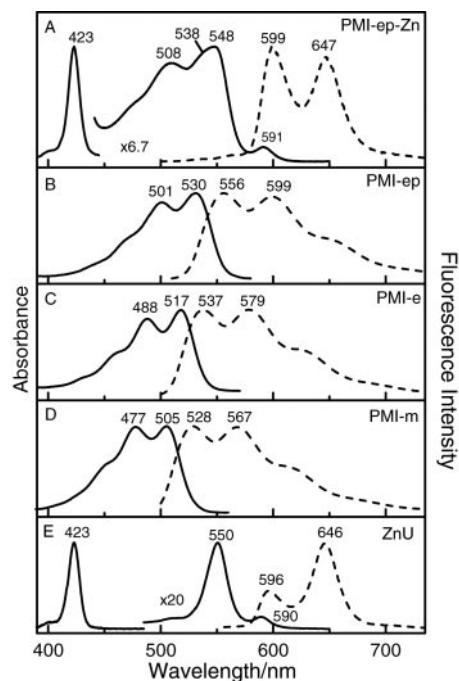 A 423 508 538 548 599 647 PMI-ep-Zn
x6.7 591
B 501 530 556 599 PMI-ep
C 488 517 537 579 PMI-e
D 477 505 528 567 PMI-m
E 423 x20 550 596 590 646 ZnU
Absorbance
Fluorescence Intensity
400 500 600 700
Wavelength/nm